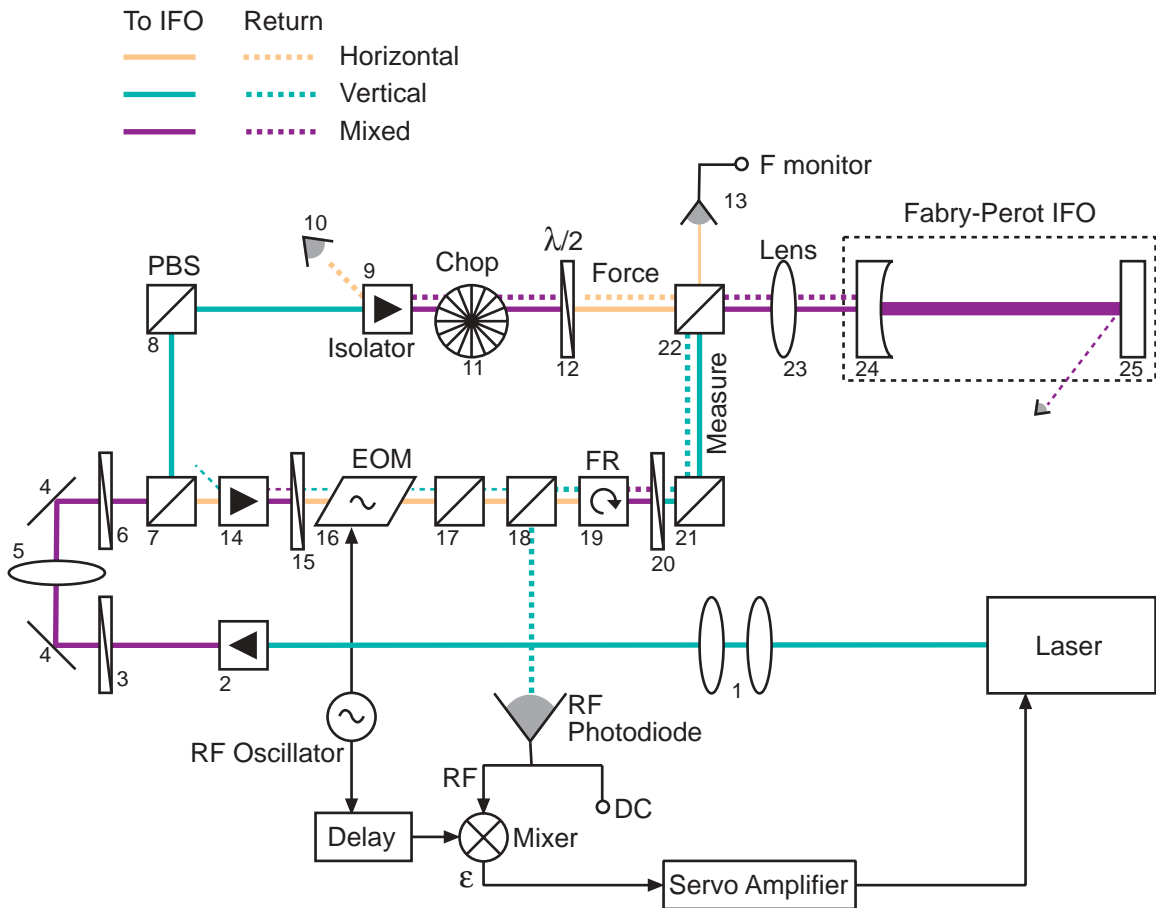 To IFO Return
Horizontal
Vertical
Mixed
F monitor
13
Fabry-Perot IFO
10
λ/2
Lens
PBS
9
Chop
Force
8
Isolator
11
12
22
23
24
25
Measure
EOM
FR
4
6
7
14
15
16
17
18
19
20
21
5
4
3
2
1
Laser
RF
Photodiode
RF Oscillator
RF
DC
Delay
Mixer
ε
Servo Amplifier